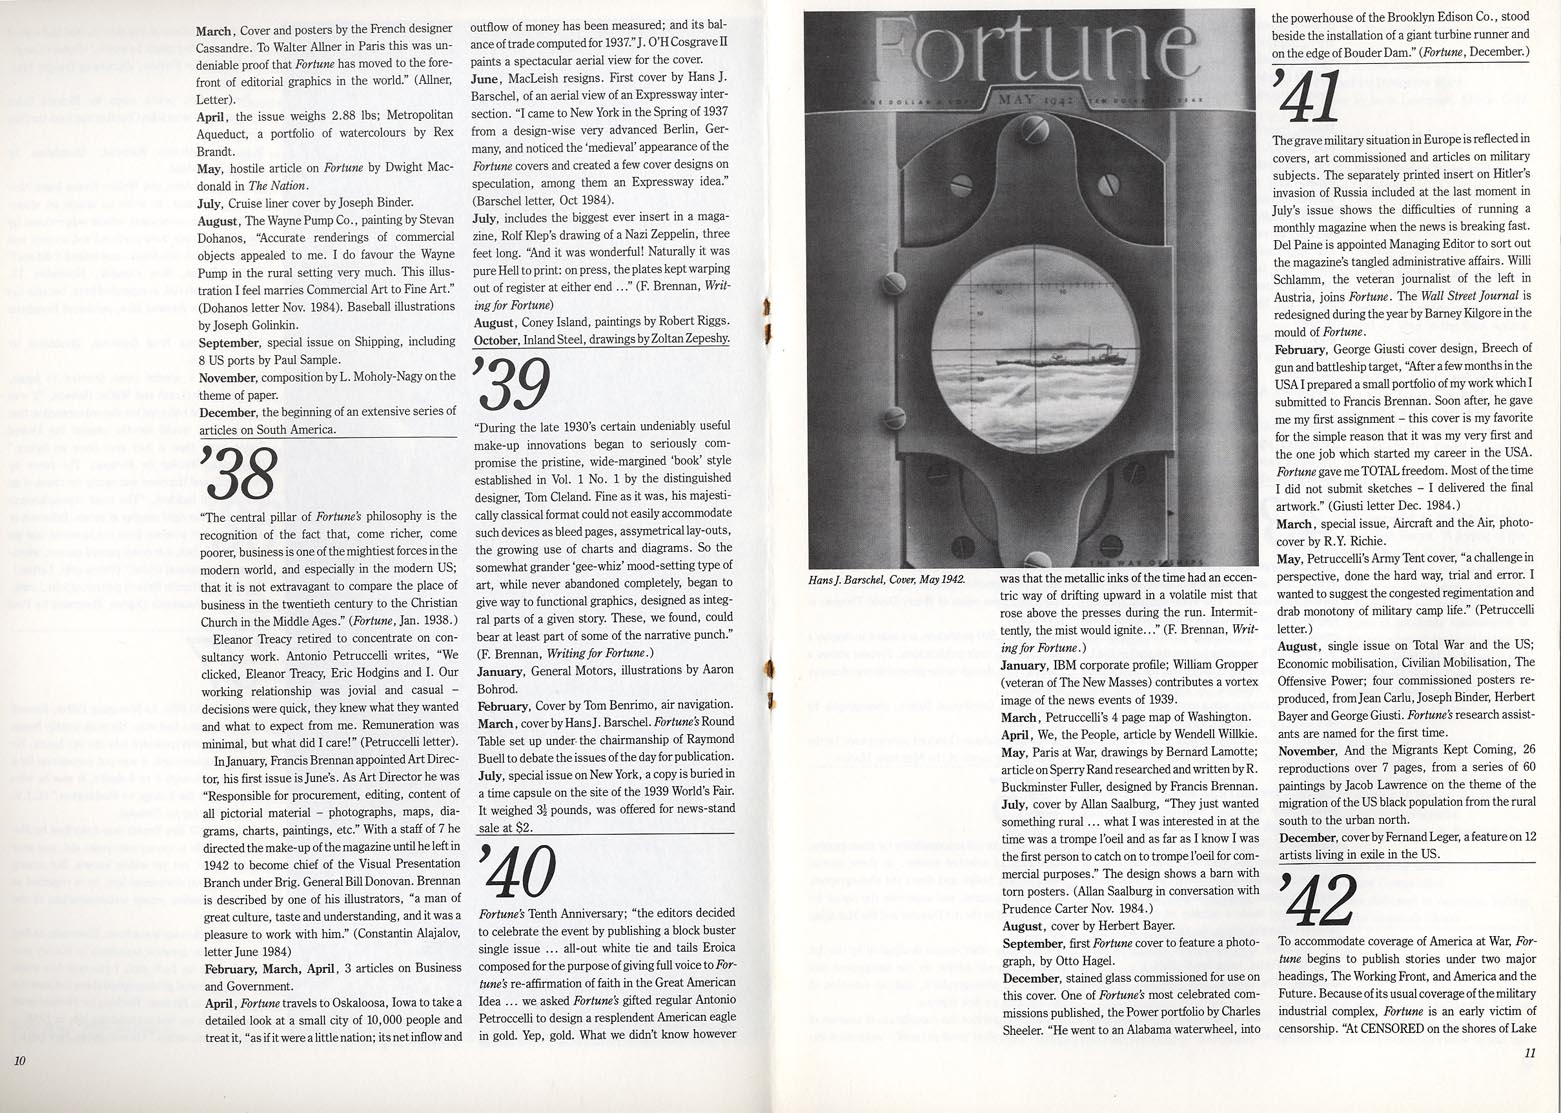 March, Cover and posters by the French designer
Cassandre. To Walter Allner in Paris this was un-
deniable proof that Fortune has moved to the fore-
front of editorial graphics in the world.” (Allner,
Letter).
April, the issue weighs 2.88 lbs; Metropolitan
Aqueduct, a portfolio of watercolours by Rex
Brandt.
May, hostile article on Fortune by Dwight Mac-
donald in The Nation.
July, Cruise liner cover by Joseph Binder.
August, The Wayne Pump Co., painting by Stevan
Dohanos, “Accurate renderings of commercial
objects appealed to me. I do favour the Wayne
Pump in the rural setting very much. This illus-
tration I feel marries Commercial Art to Fine Art.”
(Dohanos letter Nov. 1984). Baseball illustrations
by Joseph Golinkin.
September, special issue on Shipping, including
8 US ports by Paul Sample.
November, composition by L. Moholy-Nagy on the
theme of paper.
December, the beginning of an extensive series of
articles on South America.
’38
“The central pillar of Fortune’s philosophy is the
recognition of the fact that, come richer, come
poorer, business is one of the mightiest forces in the
modern world, and especially in the modern US;
that it is not extravagant to compare the place of
business in the twentieth century to the Christian
Church in the Middle Ages.” (Fortune, Jan. 1938.)
Eleanor Treacy retired to concentrate on con-
sultancy work. Antonio Petruccelli writes, “We
clicked, Eleanor Treacy, Eric Hodgins and I. Our
working relationship was jovial and casual –
decisions were quick, they knew what they wanted
and what to expect from me. Remuneration was
minimal, but what did I care!” (Petruccelli letter).
In January, Francis Brennan appointed Art Direc-
tor, his first issue is June’s. As Art Director he was
“Responsible for procurement, editing, content of
all pictorial material – photographs, maps, dia-
grams, charts, paintings, etc.” With a staff of 7 he
directed the make-up of the magazine until he left in
1942 to become chief of the Visual Presentation
Branch under Brig. General Bill Donovan. Brennan
is described by one of his illustrators, “a man of
great culture, taste and understanding, and it was a
pleasure to work with him.” (Constantin Alajalov,
letter June 1984)
February, March, April, 3 articles on Business
and Government.
April, Fortune travels to Oskaloosa, Iowa to take a
detailed look at a small city of 10,000 people and
treat it, “as if it were a little nation; its net inflow and
10
outflow of money has been measured; and its bal-
ance of trade computed for 1937.” J. O’H Cosgrave II
paints a spectacular aerial view for the cover.
June, MacLeish resigns. First cover by Hans J.
Barschel, of an aerial view of an Expressway inter-
section. “I came to New York in the Spring of 1937
from a design-wise very advanced Berlin, Ger-
many, and noticed the ‘medieval’ appearance of the
Fortune covers and created a few cover designs on
speculation, among them an Expressway idea.”
(Barschel letter, Oct 1984).
July, includes the biggest ever insert in a maga-
zine, Rolf Klep’s drawing of a Nazi Zeppelin, three
feet long. “And it was wonderful! Naturally it was
pure Hell to print: on press, the plates kept warping
out of register at either end ...” (F. Brennan, Writ-
ing for Fortune)
August, Coney Island, paintings by Robert Riggs.
October, Inland Steel, drawings by Zoltan Zepeshy.
’39
“During the late 1930’s certain undeniably useful
make-up innovations began to seriously com-
promise the pristine, wide-margined ‘book’ style
established in Vol. 1 No. 1 by the distinguished
designer, Tom Cleland. Fine as it was, his majesti-
cally classical format could not easily accommodate
such devices as bleed pages, assymetrical lay-outs,
the growing use of charts and diagrams. So the
somewhat grander ‘gee-whiz’ mood-setting type of
art, while never abandoned completely, began to
give way to functional graphics, designed as integ-
ral parts of a given story. These, we found, could
bear at least part of some of the narrative punch.”
(F. Brennan, Writing for Fortune.)
January, General Motors, illustrations by Aaron
Bohrod.
February, Cover by Tom Benrimo, air navigation.
March, cover by Hans J. Barschel. Fortune’s Round
Table set up under the chairmanship of Raymond
Buell to debate the issues of the day for publication.
July, special issue on New York, a copy is buried in
a time capsule on the site of the 1939 World’s Fair.
It weighed 3½ pounds, was offered for news-stand
sale at $2.
’40
Fortune’s Tenth Anniversary; “the editors decided
to celebrate the event by publishing a block buster
single issue ... all-out white tie and tails Eroica
composed for the purpose of giving full voice to For-
tune’s re-affirmation of faith in the Great American
Idea ... we asked Fortune’s gifted regular Antonio
Petroccelli to design a resplendent American eagle
in gold. Yep, gold. What we didn’t know however
Fortune
ONE DOLLAR A COPY MAY 1942 TEN DOLLARS A YEAR
10 10
10
10
THE WAR OF SHIPS
Hans J. Barschel, Cover, May 1942.
was that the metallic inks of the time had an eccen-
tric way of drifting upward in a volatile mist that
rose above the presses during the run. Intermit-
tently, the mist would ignite...” (F. Brennan, Writ-
ing for Fortune.)
January, IBM corporate profile; William Gropper
(veteran of The New Masses) contributes a vortex
image of the news events of 1939.
March, Petruccelli’s 4 page map of Washington.
April, We, the People, article by Wendell Willkie.
May, Paris at War, drawings by Bernard Lamotte;
article on Sperry Rand researched and written by R.
Buckminster Fuller, designed by Francis Brennan.
July, cover by Allan Saalburg, “They just wanted
something rural ... what I was interested in at the
time was a trompe l’oeil and as far as I know I was
the first person to catch on to trompe l’oeil for com-
mercial purposes.” The design shows a barn with
torn posters. (Allan Saalburg in conversation with
Prudence Carter Nov. 1984.)
August, cover by Herbert Bayer.
September, first Fortune cover to feature a photo-
graph, by Otto Hagel.
December, stained glass commissioned for use on
this cover. One of Fortune’s most celebrated com-
missions published, the Power portfolio by Charles
Sheeler. “He went to an Alabama waterwheel, into
the powerhouse of the Brooklyn Edison Co., stood
beside the installation of a giant turbine runner and
on the edge of Bouder Dam.” (Fortune, December.)
’41
The grave military situation in Europe is reflected in
covers, art commissioned and articles on military
subjects. The separately printed insert on Hitler’s
invasion of Russia included at the last moment in
July’s issue shows the difficulties of running a
monthly magazine when the news is breaking fast.
Del Paine is appointed Managing Editor to sort out
the magazine’s tangled administrative affairs. Willi
Schlamm, the veteran journalist of the left in
Austria, joins Fortune. The Wall Street Journal is
redesigned during the year by Barney Kilgore in the
mould of Fortune.
February, George Giusti cover design, Breech of
gun and battleship target, “After a few months in the
USA I prepared a small portfolio of my work which I
submitted to Francis Brennan. Soon after, he gave
me my first assignment – this cover is my favorite
for the simple reason that it was my very first and
the one job which started my career in the USA.
Fortune gave me TOTAL freedom. Most of the time
I did not submit sketches – I delivered the final
artwork.” (Giusti letter Dec. 1984.)
March, special issue, Aircraft and the Air, photo-
cover by R.Y. Richie.
May, Petruccelli’s Army Tent cover, “a challenge in
perspective, done the hard way, trial and error. I
wanted to suggest the congested regimentation and
drab monotony of military camp life.” (Petruccelli
letter.)
August, single issue on Total War and the US;
Economic mobilisation, Civilian Mobilisation, The
Offensive Power; four commissioned posters re-
produced, from Jean Carlu, Joseph Binder, Herbert
Bayer and George Giusti. Fortune’s research assist-
ants are named for the first time.
November, And the Migrants Kept Coming, 26
reproductions over 7 pages, from a series of 60
paintings by Jacob Lawrence on the theme of the
migration of the US black population from the rural
south to the urban north.
December, cover by Fernand Leger, a feature on 12
artists living in exile in the US.
’42
To accommodate coverage of America at War, For-
tune begins to publish stories under two major
headings, The Working Front, and America and the
Future. Because of its usual coverage of the military
industrial complex, Fortune is an early victim of
censorship. “At CENSORED on the shores of Lake
11